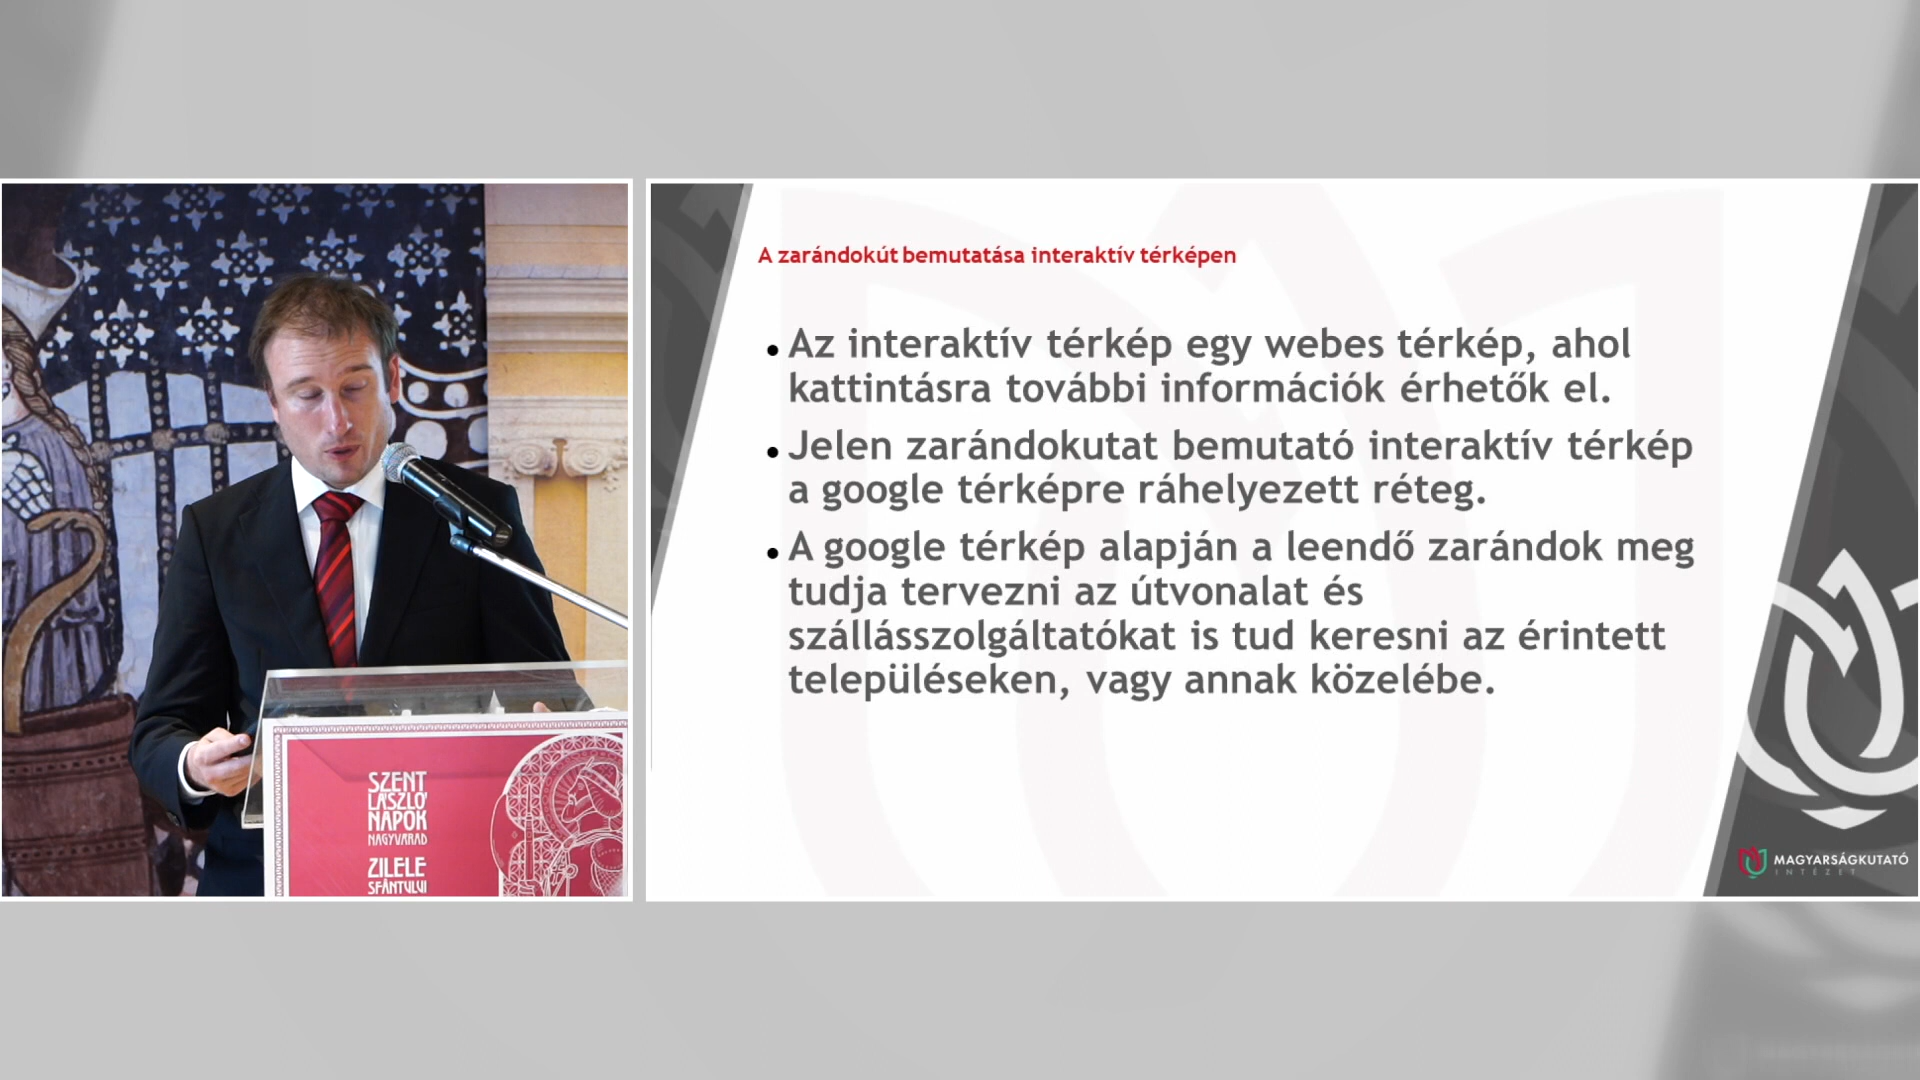 A zarándokút bemutatása interaktív térképen
Az interaktív térkép egy webes térkép, ahol
kattintásra további információk érhetők el.
Jelen zarándokutat bemutató interaktív térkép
a google térképre ráhelyezett réteg.
A google térkép alapján a leendő zarándok meg
tudja tervezni az útvonalat és
szállásszolgáltatókat is tud keresni az érintett
településeken, vagy annak közelébe.
MAGYARSÁGKUTATÓ
INTÉZET
SZENT
LÁSZLÓ
NAPOK
NAGYVÁRAD
ZILELE
SFÂNTULUI